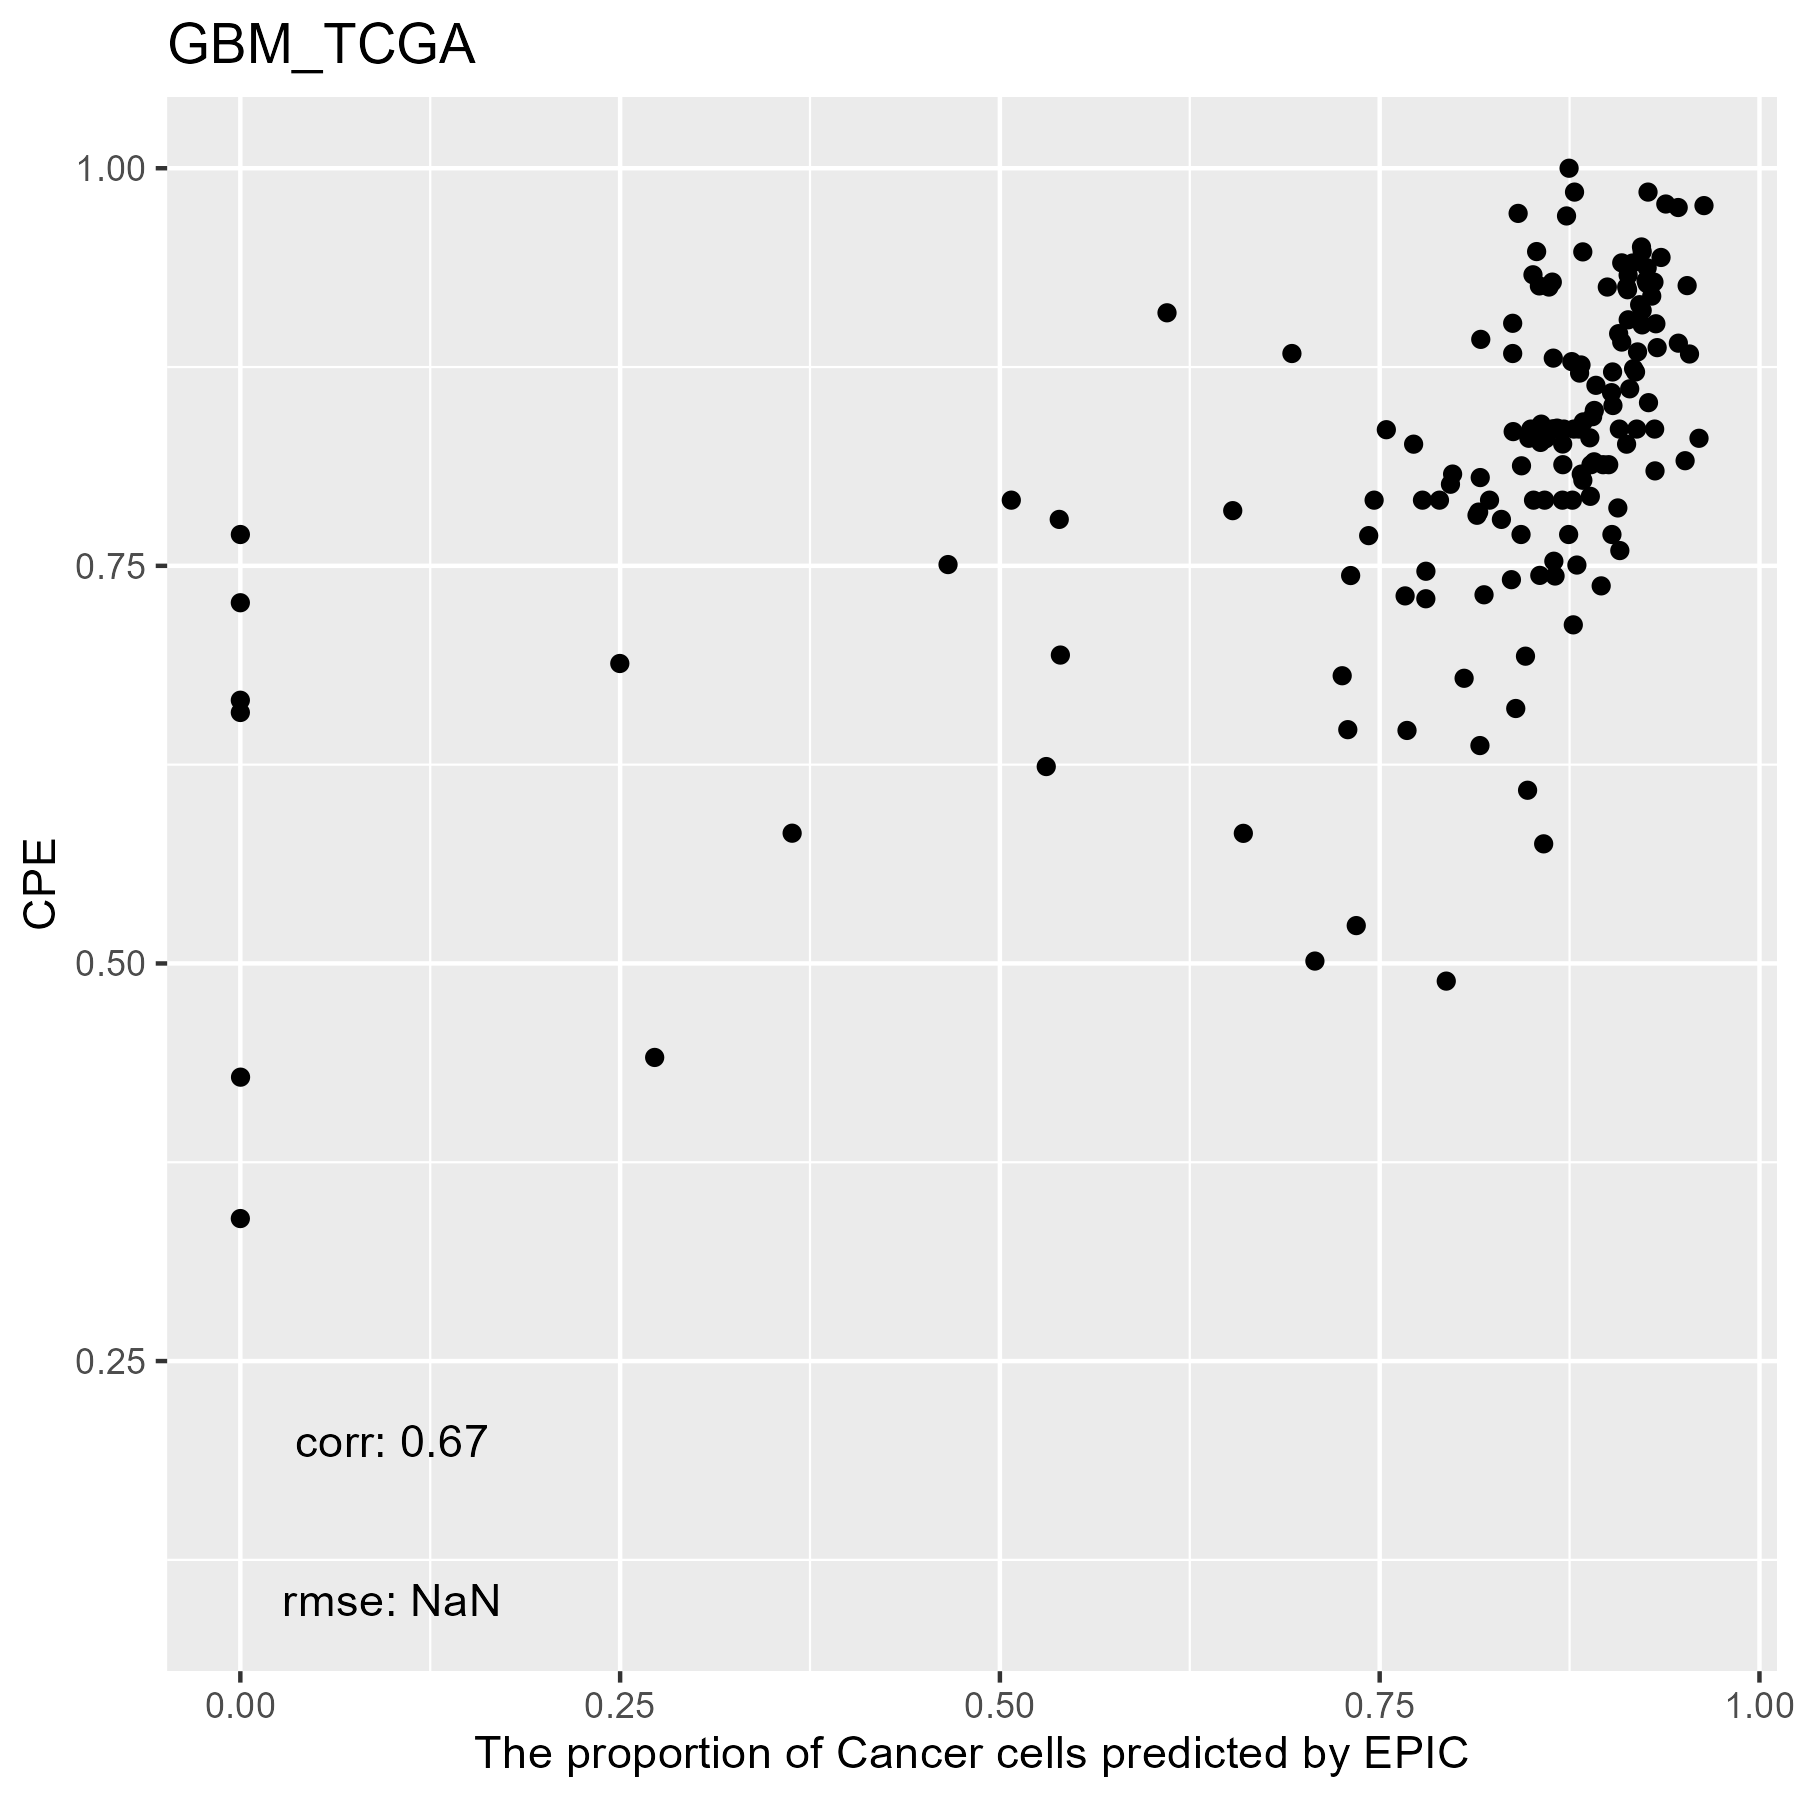 GBM_TCGA
1.00
0.75
0.50
0.25
CPE
corr: 0.67
rmse: NaN
0.00 0.25 0.50 0.75 1.00
The proportion of Cancer cells predicted by EPIC